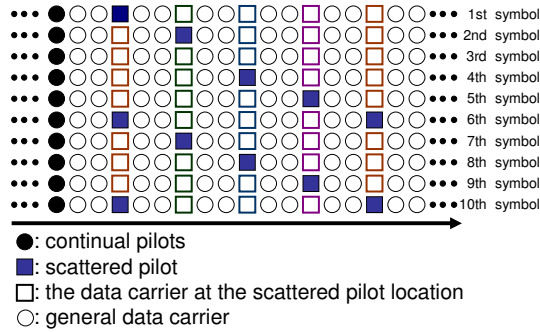 1st symbol
2nd symbol
3rd symbol
4th symbol
5th symbol
6th symbol
7th symbol
8th symbol
9th symbol
10th symbol
: continual pilots
: scattered pilot
: the data carrier at the scattered pilot location
: general data carrier